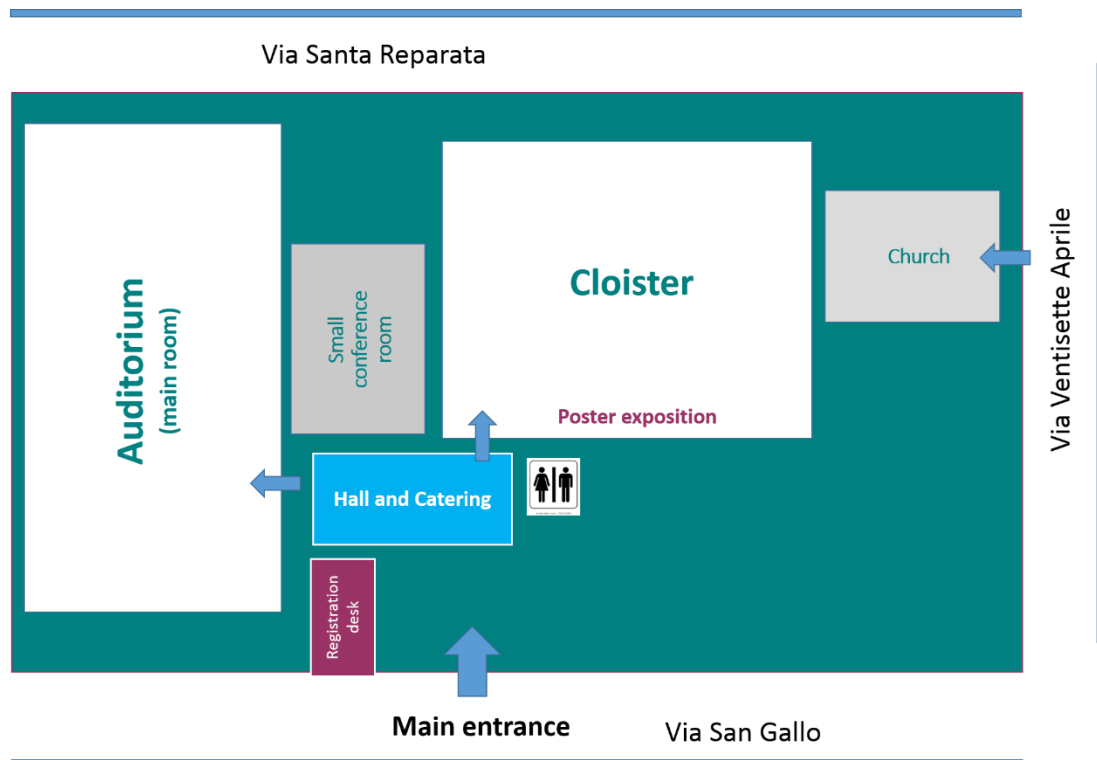 Via Santa Reparata
Auditorium
(main room)
Small
conference
room
Cloister
Poster exposition
Church
Via Ventisette Aprile
Hall and Catering
Registration
desk
Main entrance
Via San Gallo